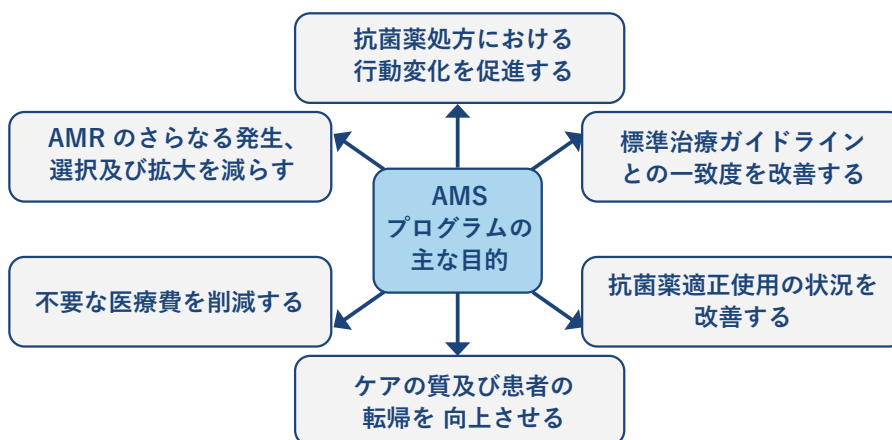 抗菌薬処方における
行動変化を促進する
AMR のさらなる発生、
選択及び拡大を減らす
標準治療ガイドライン
との一致度を改善する
AMS
プログラムの
主な目的
不要な医療費を削減する
抗菌薬適正使用の状況を
改善する
ケアの質及び患者の
転帰を 向上させる